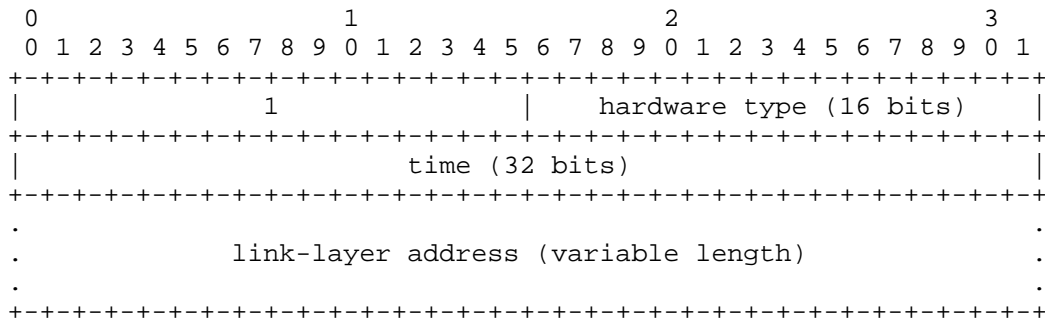 0                   1                   2                   3
 0 1 2 3 4 5 6 7 8 9 0 1 2 3 4 5 6 7 8 9 0 1 2 3 4 5 6 7 8 9 0 1
+-+-+-+-+-+-+-+-+-+-+-+-+-+-+-+-+-+-+-+-+-+-+-+-+-+-+-+-+-+-+-+-+
|               1               |    hardware type (16 bits)    |
+-+-+-+-+-+-+-+-+-+-+-+-+-+-+-+-+-+-+-+-+-+-+-+-+-+-+-+-+-+-+-+-+
|                        time (32 bits)                         |
+-+-+-+-+-+-+-+-+-+-+-+-+-+-+-+-+-+-+-+-+-+-+-+-+-+-+-+-+-+-+-+-+
.                                                               .
.             link-layer address (variable length)              .
.                                                               .
+-+-+-+-+-+-+-+-+-+-+-+-+-+-+-+-+-+-+-+-+-+-+-+-+-+-+-+-+-+-+-+-+